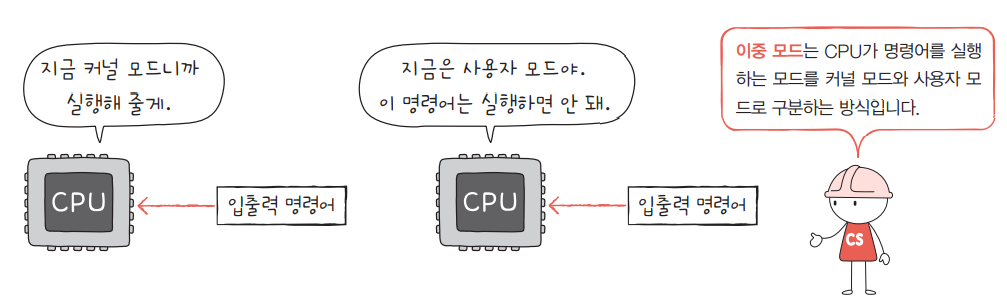 지금 커널 모드니까
실행해 줄게.
CPU
입출력 명령어
지금은 사용자 모드야.
이 명령어는 실행하면 안 돼.
CPU
입출력 명령어
이중 모드는 CPU가 명령어를 실행
하는 모드를 커널 모드와 사용자 모
드로 구분하는 방식입니다.
CS